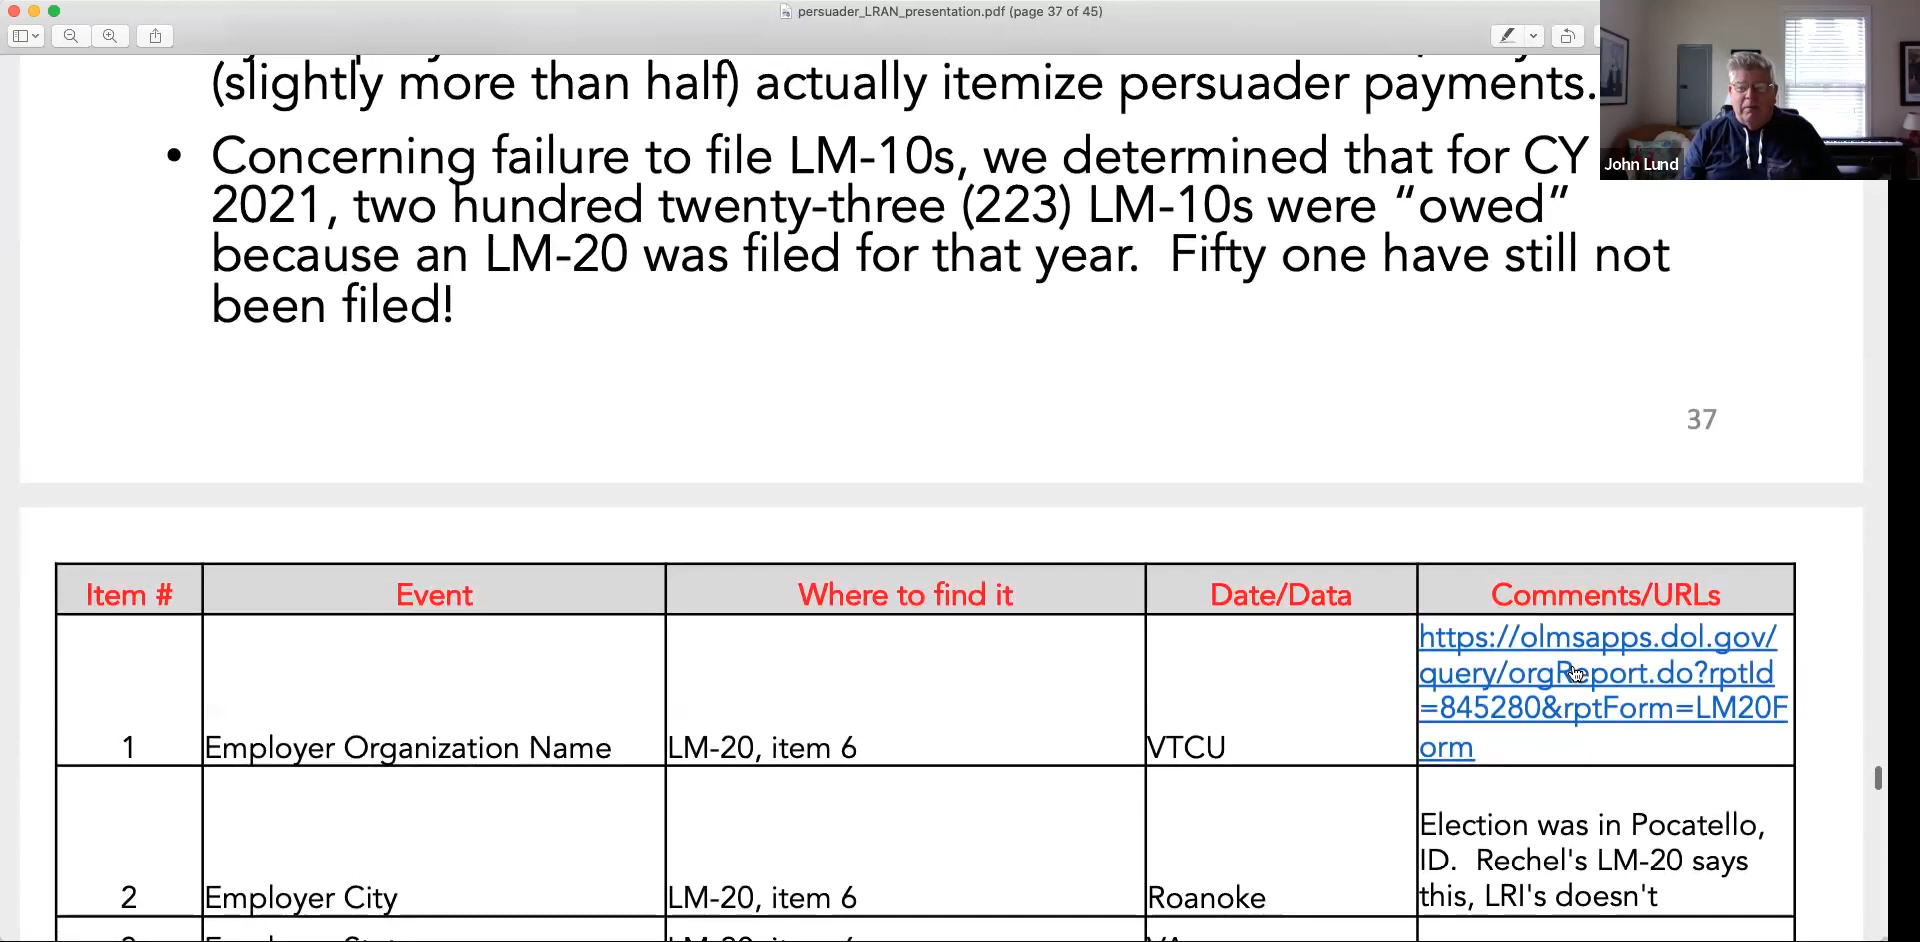 persuader_LRAN_presentation.pdf (page 37 of 45)
(slightly more than half) actually itemize persuader payments.
John Lund
• Concerning failure to file LM-10s, we determined that for CY
2021, two hundred twenty-three (223) LM-10s were “owed”
because an LM-20 was filed for that year.  Fifty one have still not
been filed!
37
Item #
Event
Where to find it
Date/Data
Comments/URLs
1
Employer Organization Name
LM-20, item 6
VTCU
https://olmsapps.dol.gov/
query/orgReport.do?rptId
=845280&rptForm=LM20F
orm
2
Employer City
LM-20, item 6
Roanoke
Election was in Pocatello,
ID.  Rechel's LM-20 says
this, LRI's doesn't